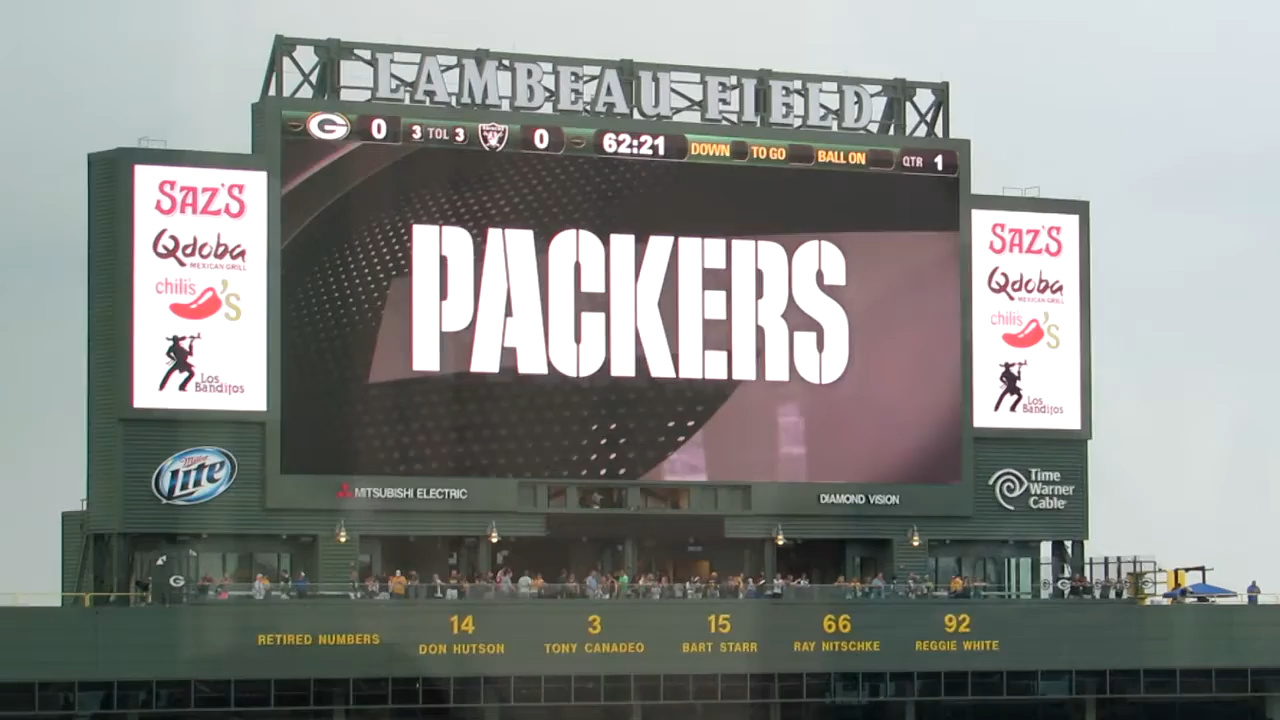 LAMBEAU FIELD
G 0 3 TOL 3 RAIDERS 0 62:21 DOWN TO GO BALL ON QTR 1
PACKERS
SAZ'S
Qdoba
MEXICAN GRILL
chili's
'S
Los
Banditos
SAZ'S
Qdoba
MEXICAN GRILL
chili's
'S
Los
Banditos
Miller
Lite
MITSUBISHI ELECTRIC
DIAMOND VISION
Time
Warner
Cable
G
G
RETIRED NUMBERS
14
DON HUTSON
3
TONY CANADEO
15
BART STARR
66
RAY NITSCHKE
92
REGGIE WHITE